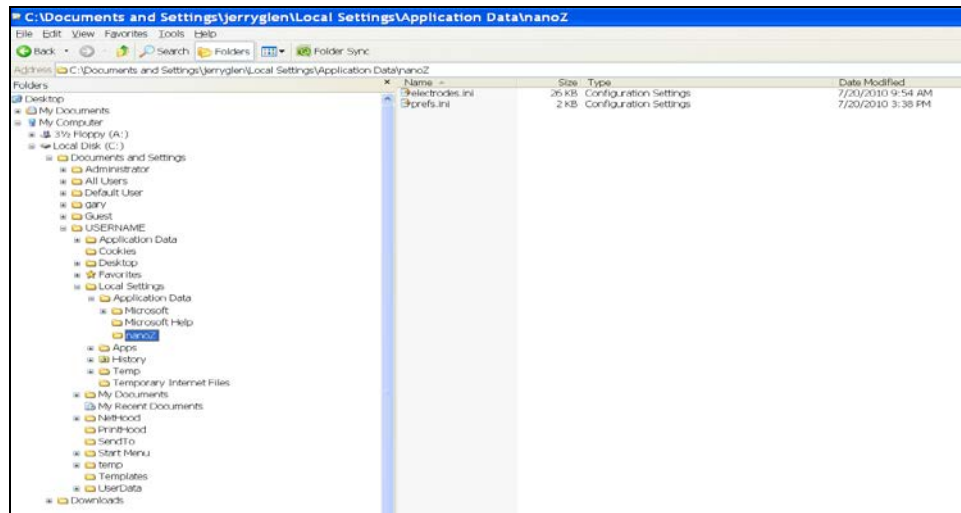 C:\Documents and Settings\jerryglen\Local Settings\Application Data\nanoZ
File Edit View Favorites Tools Help
Back Search Folders Folder Sync
Address C:\Documents and Settings\jerryglen\Local Settings\Application Data\nanoZ
Folders
Name Size Type Date Modified
electrodes.ini 26 KB Configuration Settings 7/20/2010 9:54 AM
prefs.ini 2 KB Configuration Settings 7/20/2010 3:38 PM
Desktop
My Documents
My Computer
3½ Floppy (A:)
Local Disk (C:)
Documents and Settings
Administrator
All Users
Default User
gary
Guest
USERNAME
Application Data
Cookies
Desktop
Favorites
Local Settings
Application Data
Microsoft
Microsoft Help
nanoZ
Apps
History
Temp
Temporary Internet Files
My Documents
My Recent Documents
NetHood
PrintHood
SendTo
Start Menu
temp
Templates
UserData
Downloads